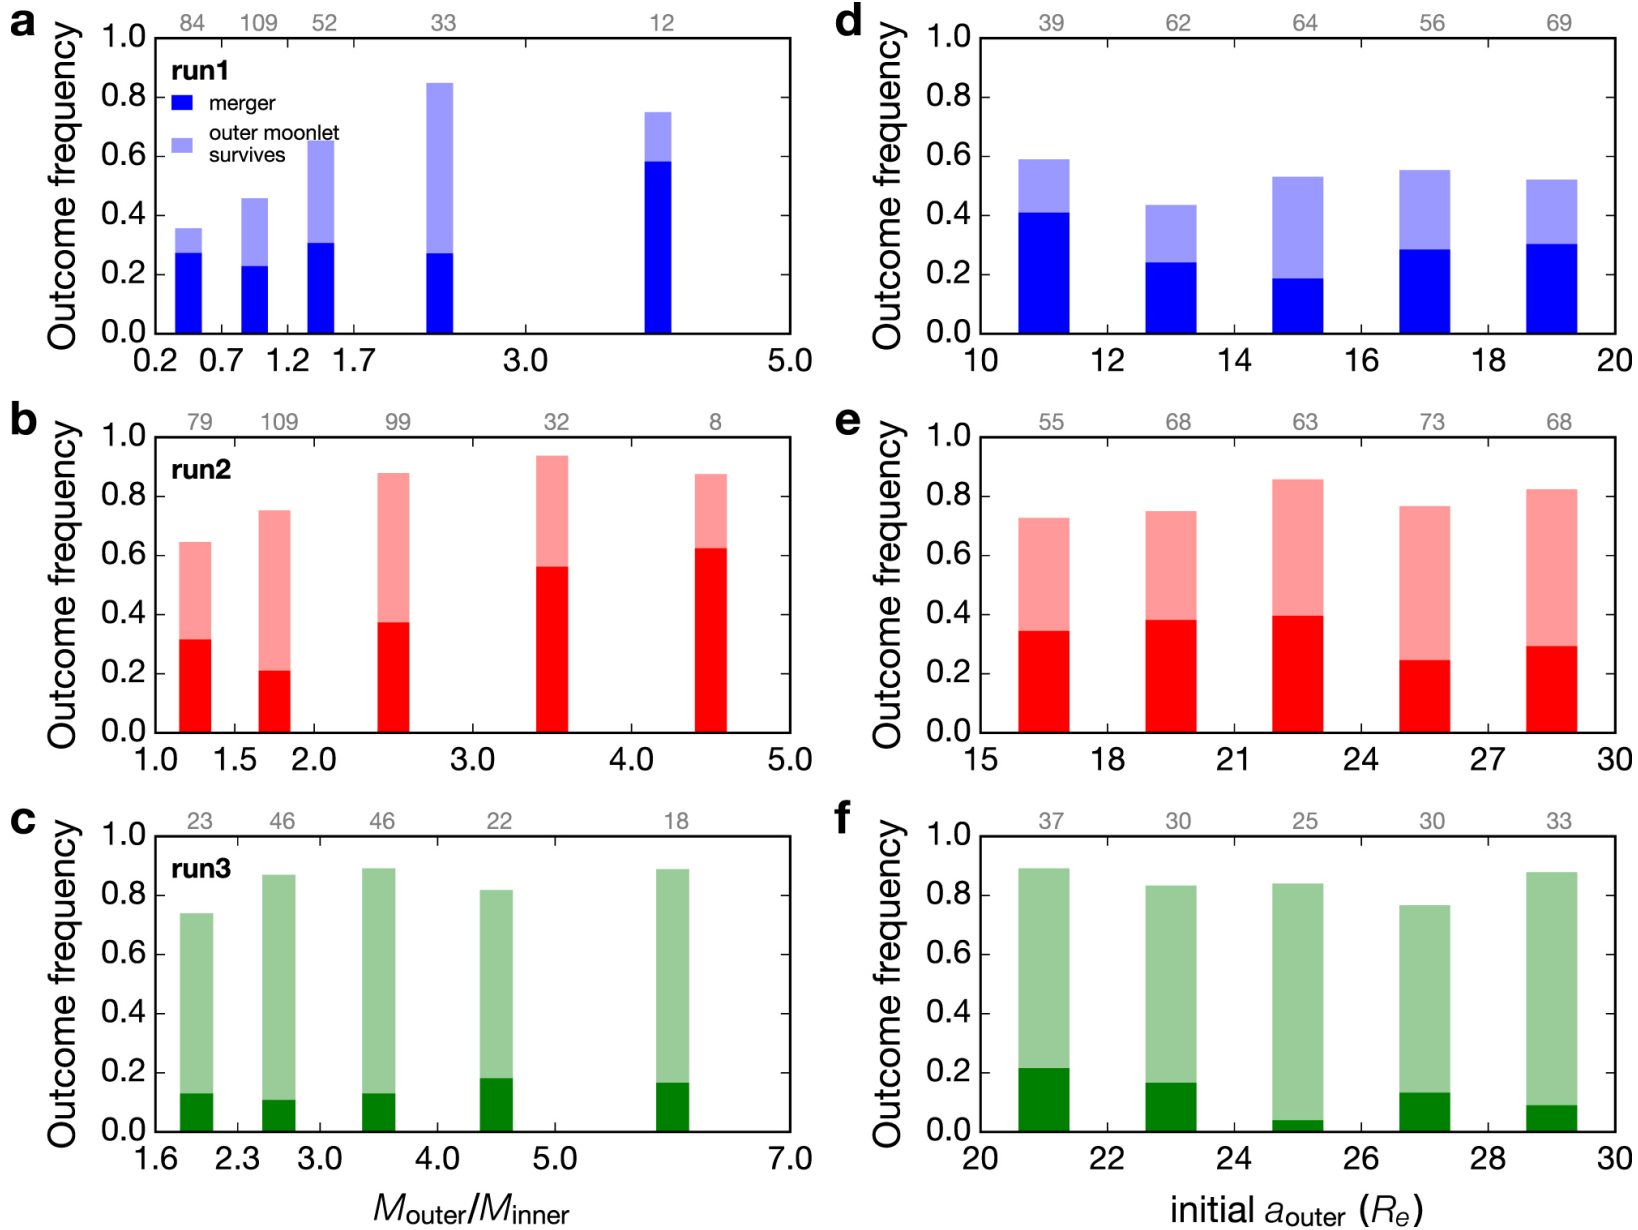 a
84 109 52 33 12
1.0
0.8
0.6
0.4
0.2
0.0
Outcome frequency
run1
merger
outer moonlet
survives
0.2 0.7 1.2 1.7 3.0 5.0
d
39 62 64 56 69
1.0
0.8
0.6
0.4
0.2
0.0
Outcome frequency
10 12 14 16 18 20
b
79 109 99 32 8
1.0
0.8
0.6
0.4
0.2
0.0
Outcome frequency
run2
1.0 1.5 2.0 3.0 4.0 5.0
e
55 68 63 73 68
1.0
0.8
0.6
0.4
0.2
0.0
Outcome frequency
15 18 21 24 27 30
c
23 46 46 22 18
1.0
0.8
0.6
0.4
0.2
0.0
Outcome frequency
run3
1.6 2.3 3.0 4.0 5.0 7.0
Mouter/Minner
f
37 30 25 30 33
1.0
0.8
0.6
0.4
0.2
0.0
Outcome frequency
20 22 24 26 28 30
initial aouter (Re)